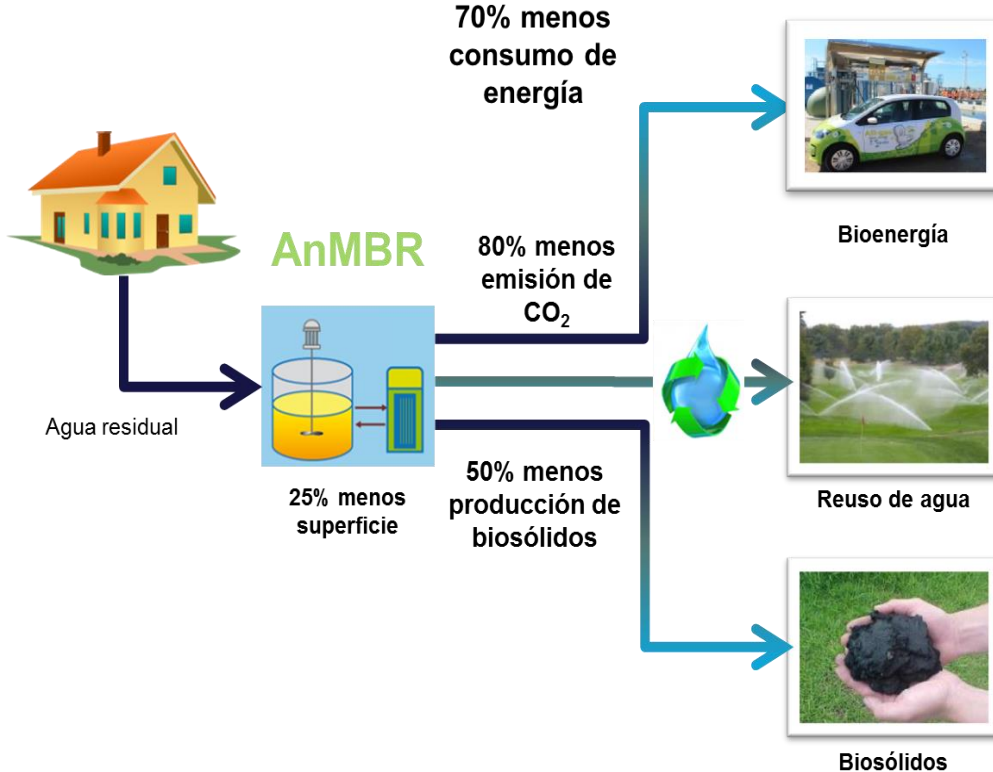 70% menos
consumo de
energía
Bioenergía
AnMBR
80% menos
emisión de
CO₂
Agua residual
25% menos
superficie
50% menos
producción de
biosólidos
Reuso de agua
Biosólidos